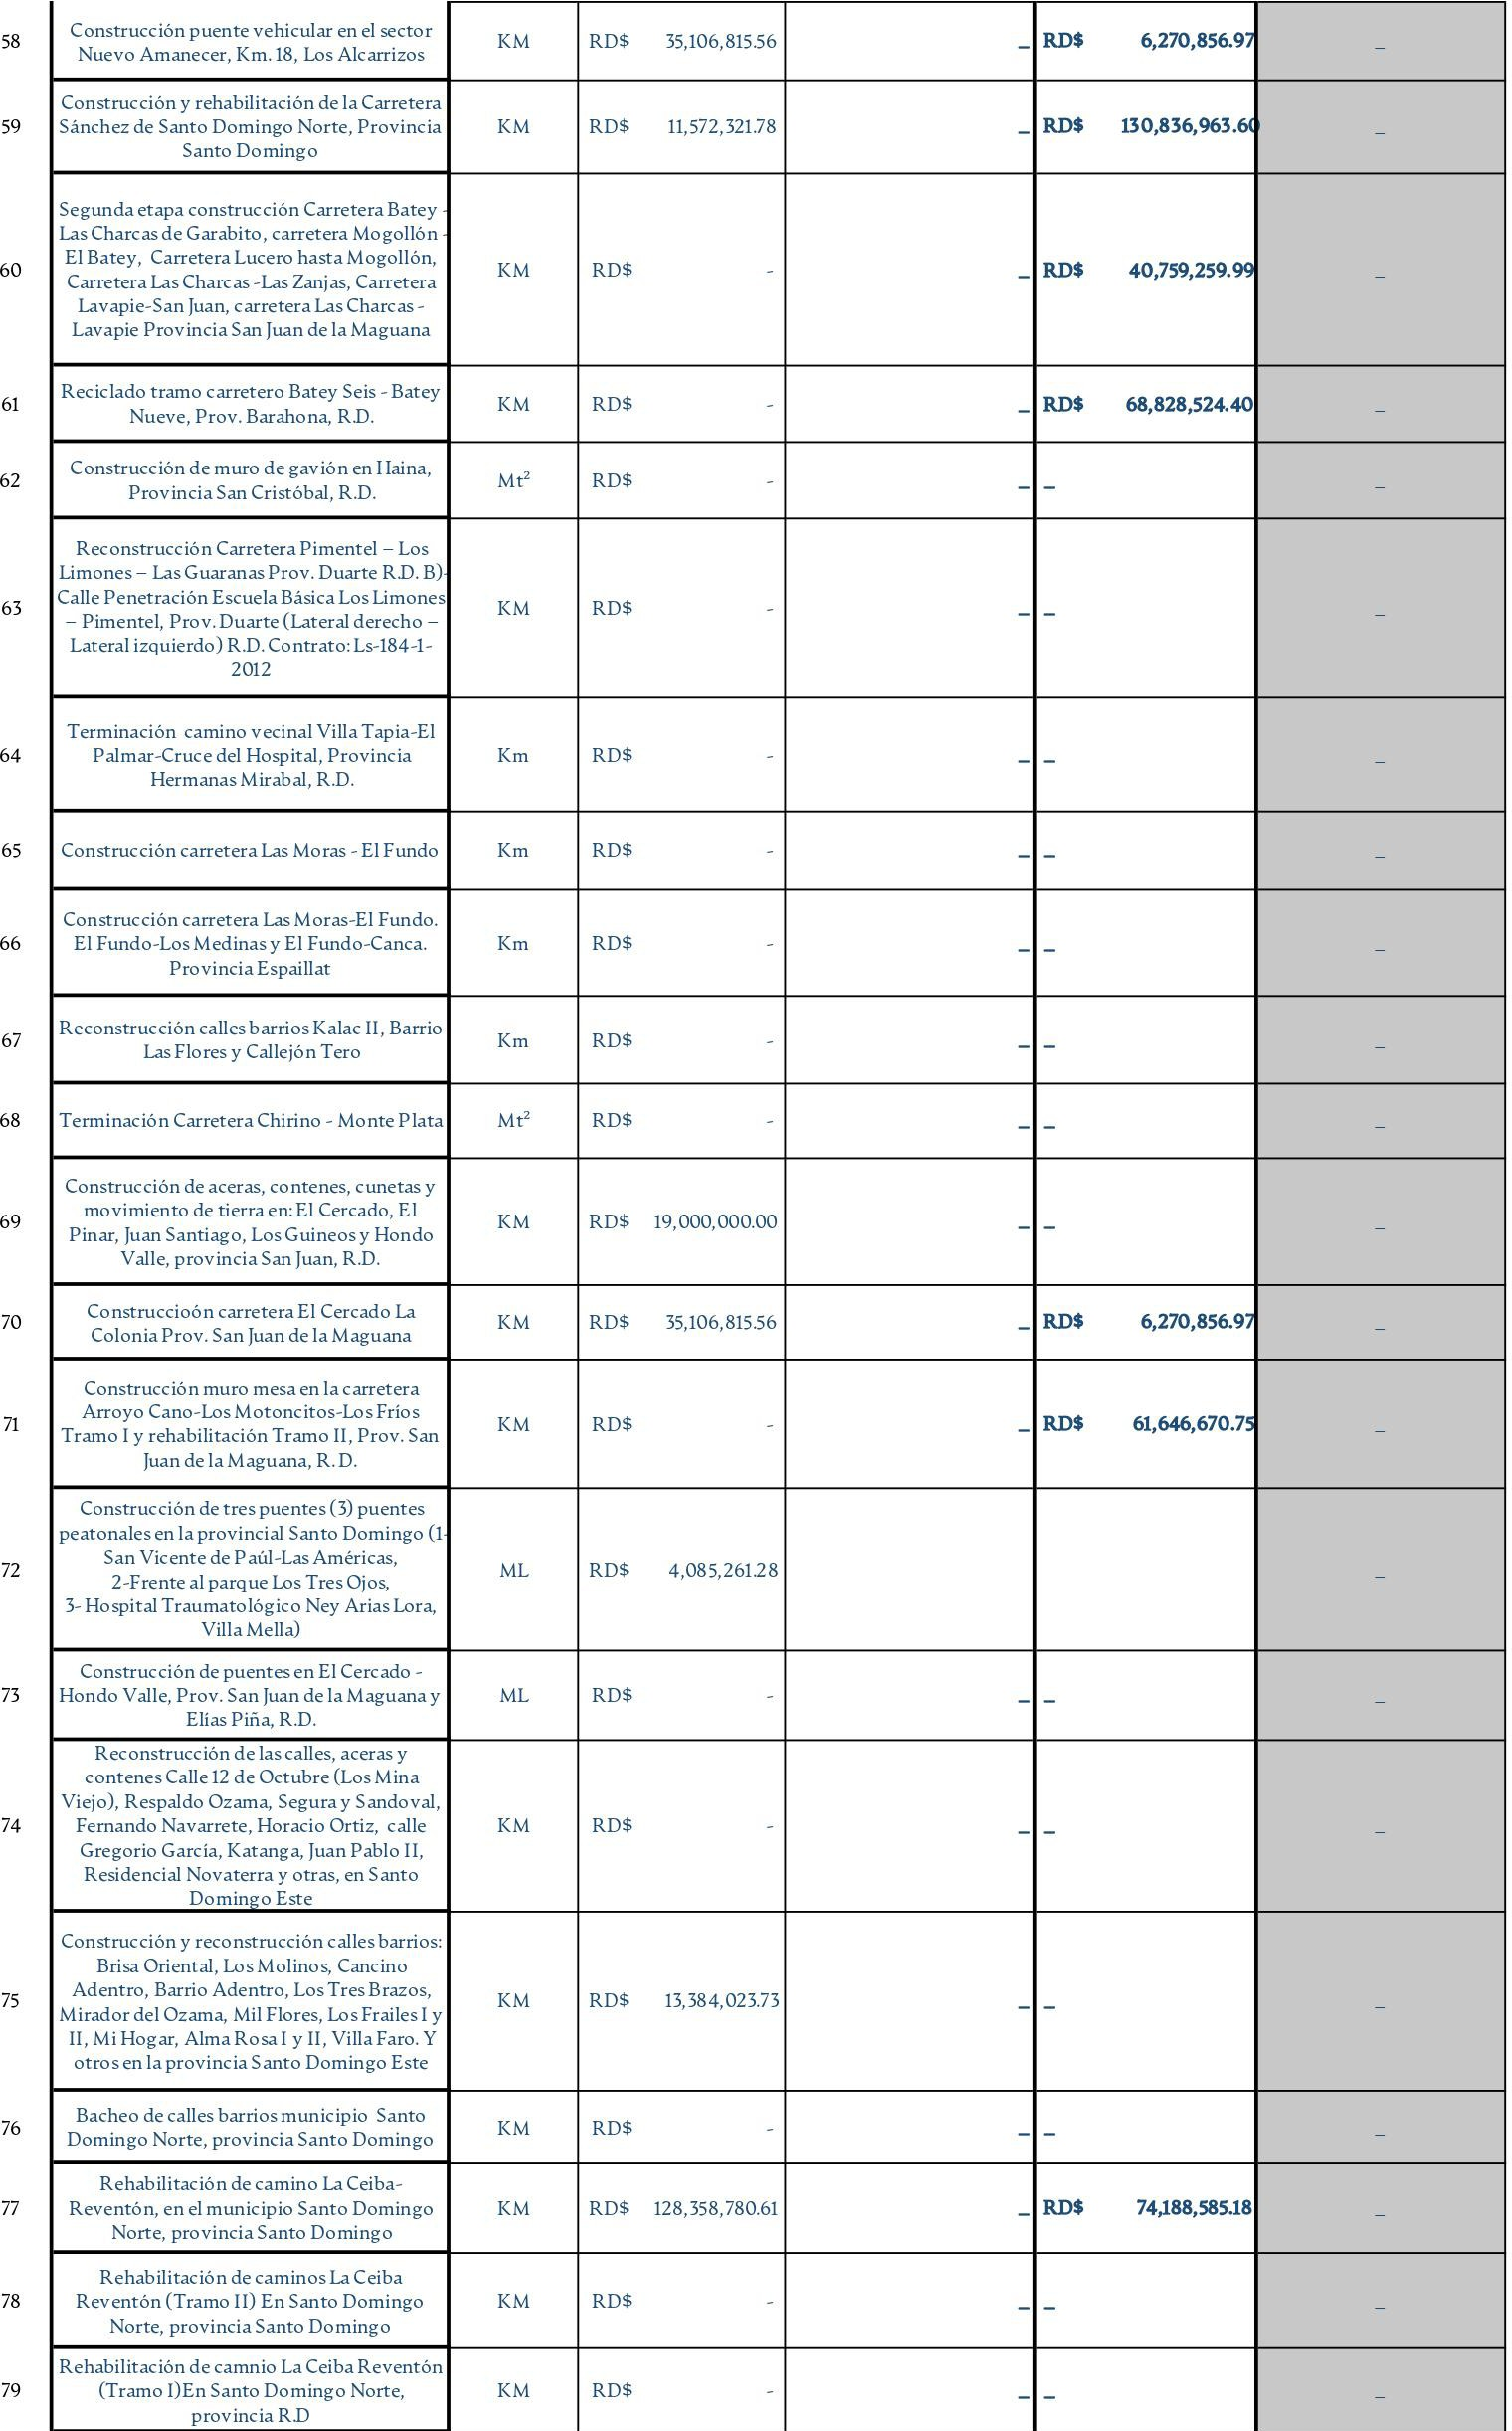 58
Construcción puente vehicular en el sector
Nuevo Amanecer, Km. 18, Los Alcarrizos
KM RD$ 35,106,815.56 – RD$ 6,270,856.97 –
59
Construcción y rehabilitación de la Carretera
Sánchez de Santo Domingo Norte, Provincia
Santo Domingo
KM RD$ 11,572,321.78 – RD$ 130,836,963.60 –
60
Segunda etapa construcción Carretera Batey -
Las Charcas de Garabito, carretera Mogollón -
El Batey, Carretera Lucero hasta Mogollón,
Carretera Las Charcas -Las Zanjas, Carretera
Lavapie-San Juan, carretera Las Charcas -
Lavapie Provincia San Juan de la Maguana
KM RD$ - – RD$ 40,759,259.99 –
61
Reciclado tramo carretero Batey Seis - Batey
Nueve, Prov. Barahona, R.D.
KM RD$ - – RD$ 68,828,524.40 –
62
Construcción de muro de gavión en Haina,
Provincia San Cristóbal, R.D.
Mt² RD$ - – – –
63
Reconstrucción Carretera Pimentel – Los
Limones – Las Guaranas Prov. Duarte R.D. B)-
Calle Penetración Escuela Básica Los Limones
– Pimentel, Prov. Duarte (Lateral derecho –
Lateral izquierdo) R.D. Contrato: Ls-184-1-
2012
KM RD$ - – – –
64
Terminación camino vecinal Villa Tapia-El
Palmar-Cruce del Hospital, Provincia
Hermanas Mirabal, R.D.
Km RD$ - – – –
65
Construcción carretera Las Moras - El Fundo
Km RD$ - – – –
66
Construcción carretera Las Moras-El Fundo.
El Fundo-Los Medinas y El Fundo-Canca.
Provincia Espaillat
Km RD$ - – – –
67
Reconstrucción calles barrios Kalac II, Barrio
Las Flores y Callejón Tero
Km RD$ - – – –
68
Terminación Carretera Chirino - Monte Plata
Mt² RD$ - – – –
69
Construcción de aceras, contenes, cunetas y
movimiento de tierra en: El Cercado, El
Pinar, Juan Santiago, Los Guineos y Hondo
Valle, provincia San Juan, R.D.
KM RD$ 19,000,000.00 – – –
70
Construccioón carretera El Cercado La
Colonia Prov. San Juan de la Maguana
KM RD$ 35,106,815.56 – RD$ 6,270,856.97 –
71
Construcción muro mesa en la carretera
Arroyo Cano-Los Motoncitos-Los Fríos
Tramo I y rehabilitación Tramo II, Prov. San
Juan de la Maguana, R.D.
KM RD$ - – RD$ 61,646,670.75 –
72
Construcción de tres puentes (3) puentes
peatonales en la provincial Santo Domingo (1-
San Vicente de Paúl-Las Américas,
2-Frente al parque Los Tres Ojos,
3- Hospital Traumatológico Ney Arias Lora,
Villa Mella)
ML RD$ 4,085,261.28 –
73
Construcción de puentes en El Cercado -
Hondo Valle, Prov. San Juan de la Maguana y
Elías Piña, R.D.
ML RD$ - – – –
74
Reconstrucción de las calles, aceras y
contenes Calle 12 de Octubre (Los Mina
Viejo), Respaldo Ozama, Segura y Sandoval,
Fernando Navarrete, Horacio Ortiz, calle
Gregorio García, Katanga, Juan Pablo II,
Residencial Novaterra y otras, en Santo
Domingo Este
KM RD$ - – – –
75
Construcción y reconstrucción calles barrios:
Brisa Oriental, Los Molinos, Cancino
Adentro, Barrio Adentro, Los Tres Brazos,
Mirador del Ozama, Mil Flores, Los Frailes I y
II, Mi Hogar, Alma Rosa I y II, Villa Faro. Y
otros en la provincia Santo Domingo Este
KM RD$ 13,384,023.73 – – –
76
Bacheo de calles barrios municipio Santo
Domingo Norte, provincia Santo Domingo
KM RD$ - – – –
77
Rehabilitación de camino La Ceiba-
Reventón, en el municipio Santo Domingo
Norte, provincia Santo Domingo
KM RD$ 128,358,780.61 – RD$ 74,188,585.18 –
78
Rehabilitación de caminos La Ceiba
Reventón (Tramo II) En Santo Domingo
Norte, provincia Santo Domingo
KM RD$ - – – –
79
Rehabilitación de camnio La Ceiba Reventón
(Tramo I)En Santo Domingo Norte,
provincia R.D
KM RD$ - – – –